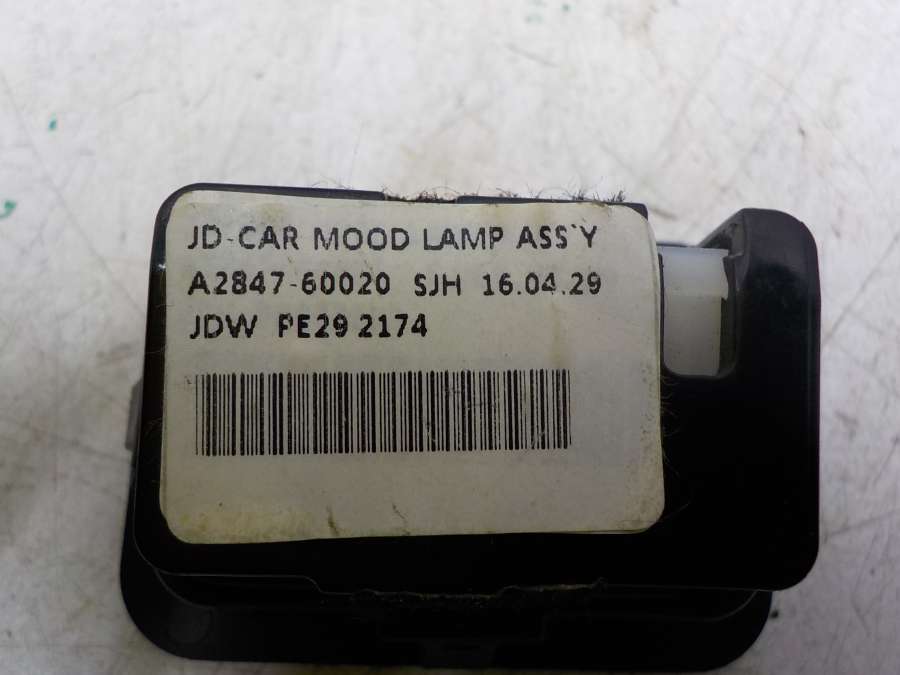 JD-CAR MOOD LAMP ASS'Y
A2847-60020 SJH 16.04.29
JDW PE29 2174